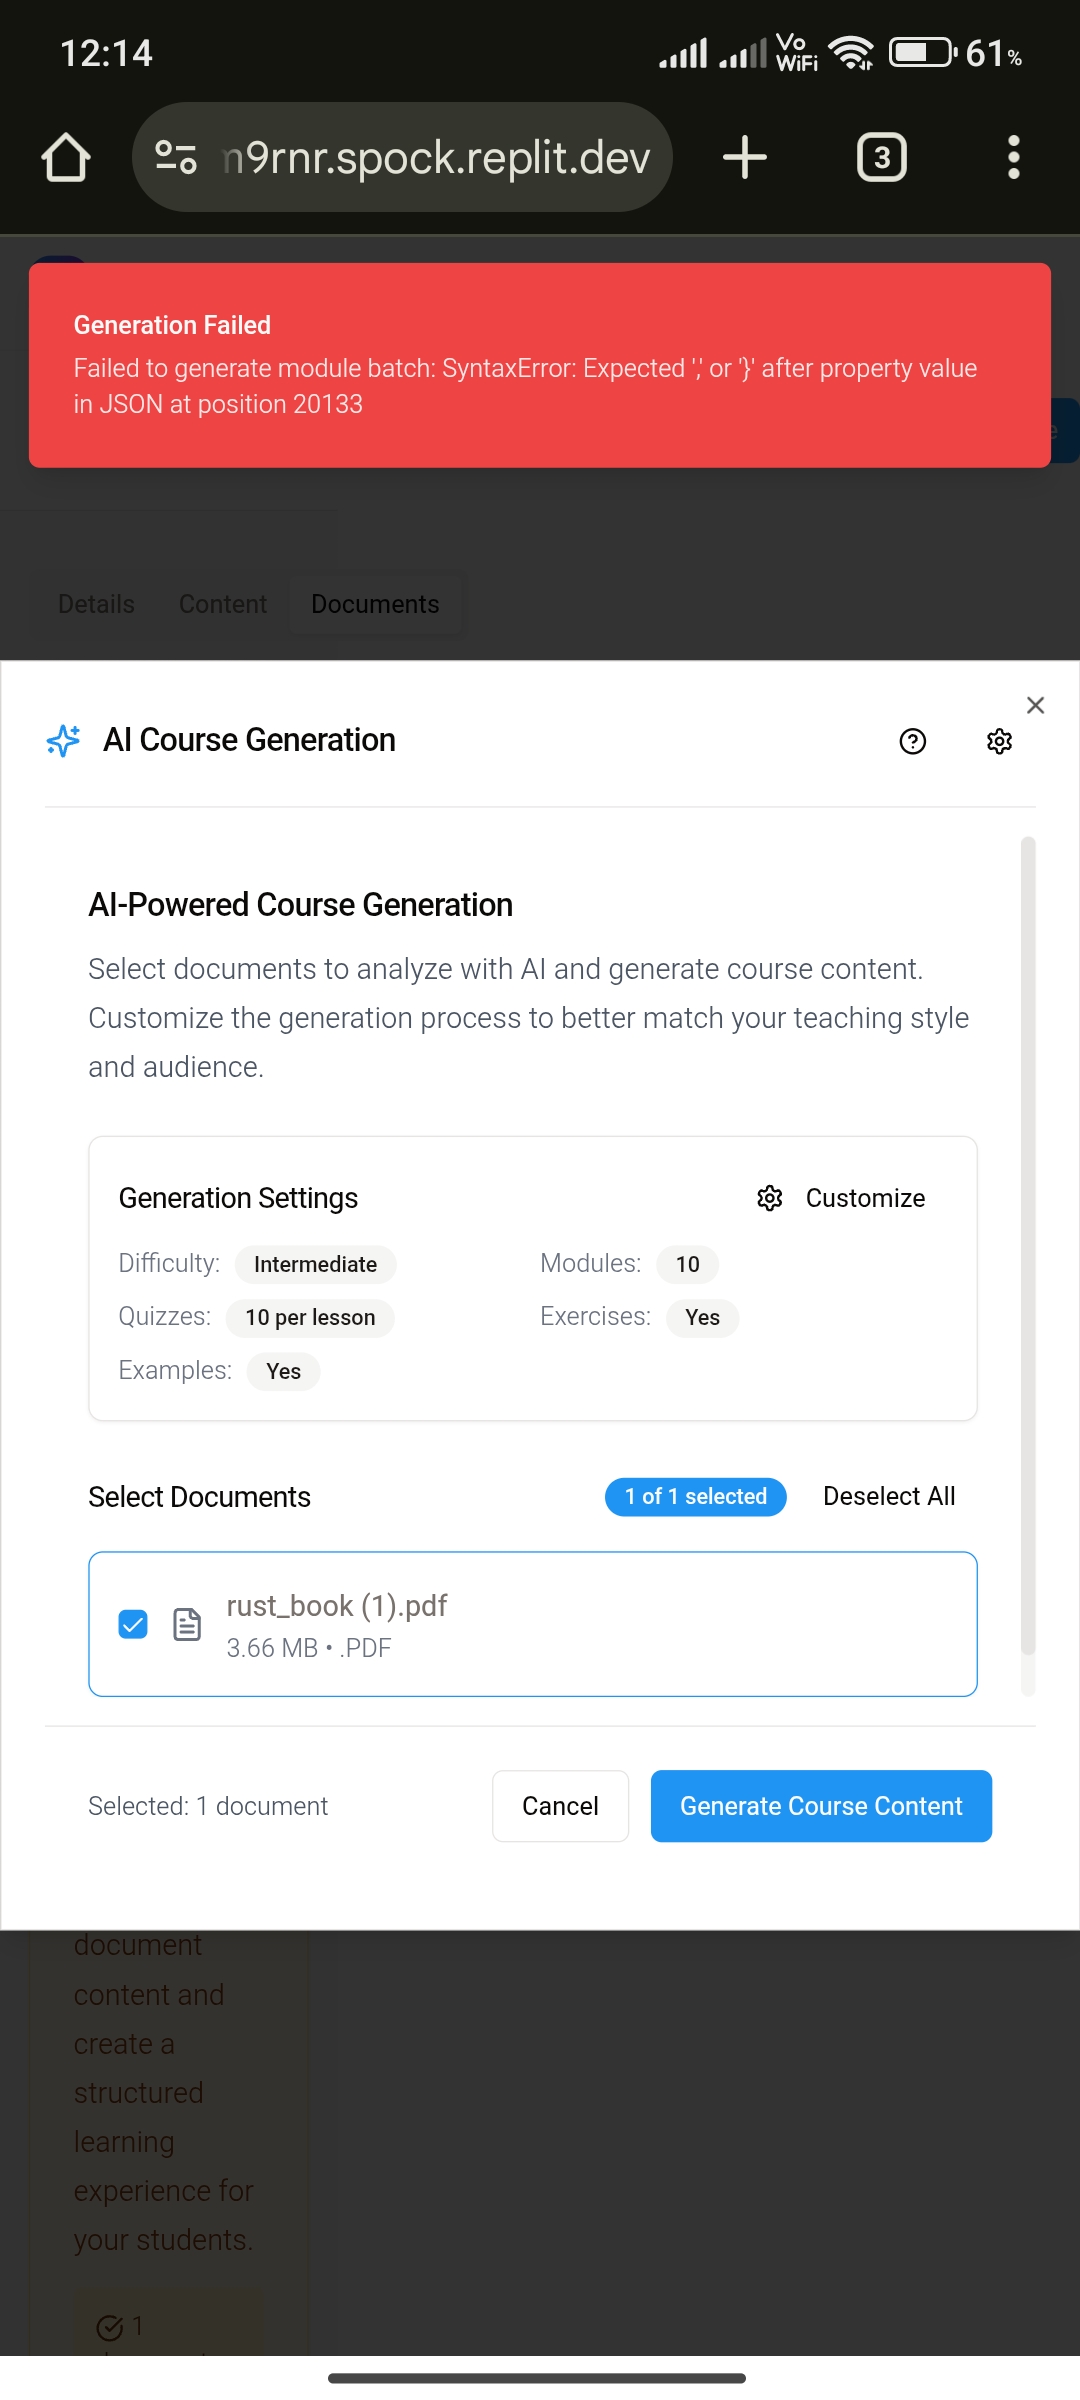 12:14
Vo
WiFi
61%
m9rnr.spock.replit.dev
3
Generation Failed
Failed to generate module batch: SyntaxError: Expected ',' or '}' after property value
in JSON at position 20133
e
Details
Content
Documents
AI Course Generation
AI-Powered Course Generation
Select documents to analyze with AI and generate course content.
Customize the generation process to better match your teaching style
and audience.
Generation Settings
Customize
Difficulty: Intermediate
Modules: 10
Quizzes: 10 per lesson
Exercises: Yes
Examples: Yes
Select Documents
1 of 1 selected
Deselect All
rust_book (1).pdf
3.66 MB • .PDF
Selected: 1 document
Cancel
Generate Course Content
document
content and
create a
structured
learning
experience for
your students.
1